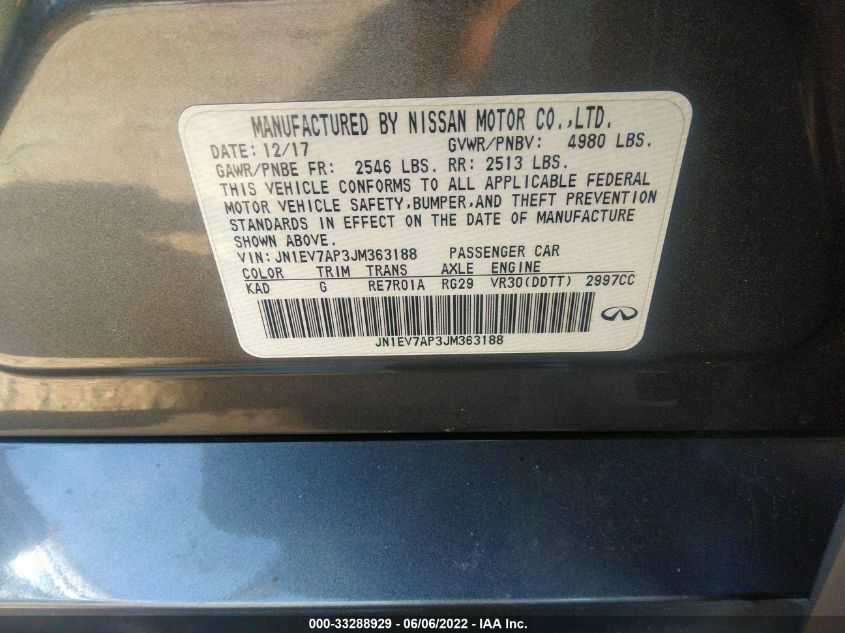 MANUFACTURED BY NISSAN MOTOR CO.,LTD.
DATE: 12/17 GVWR/PNBV: 4980 LBS.
GAWR/PNBE FR: 2546 LBS. RR: 2513 LBS.
THIS VEHICLE CONFORMS TO ALL APPLICABLE FEDERAL
MOTOR VEHICLE SAFETY,BUMPER,AND THEFT PREVENTION
STANDARDS IN EFFECT ON THE DATE OF MANUFACTURE
SHOWN ABOVE.
VIN: JN1EV7AP3JM363188 PASSENGER CAR
COLOR TRIM TRANS AXLE ENGINE
KAD G RE7R01A RG29 VR30(DDTT) 2997CC
JN1EV7AP3JM363188
000-33288929 - 06/06/2022 - IAA Inc.